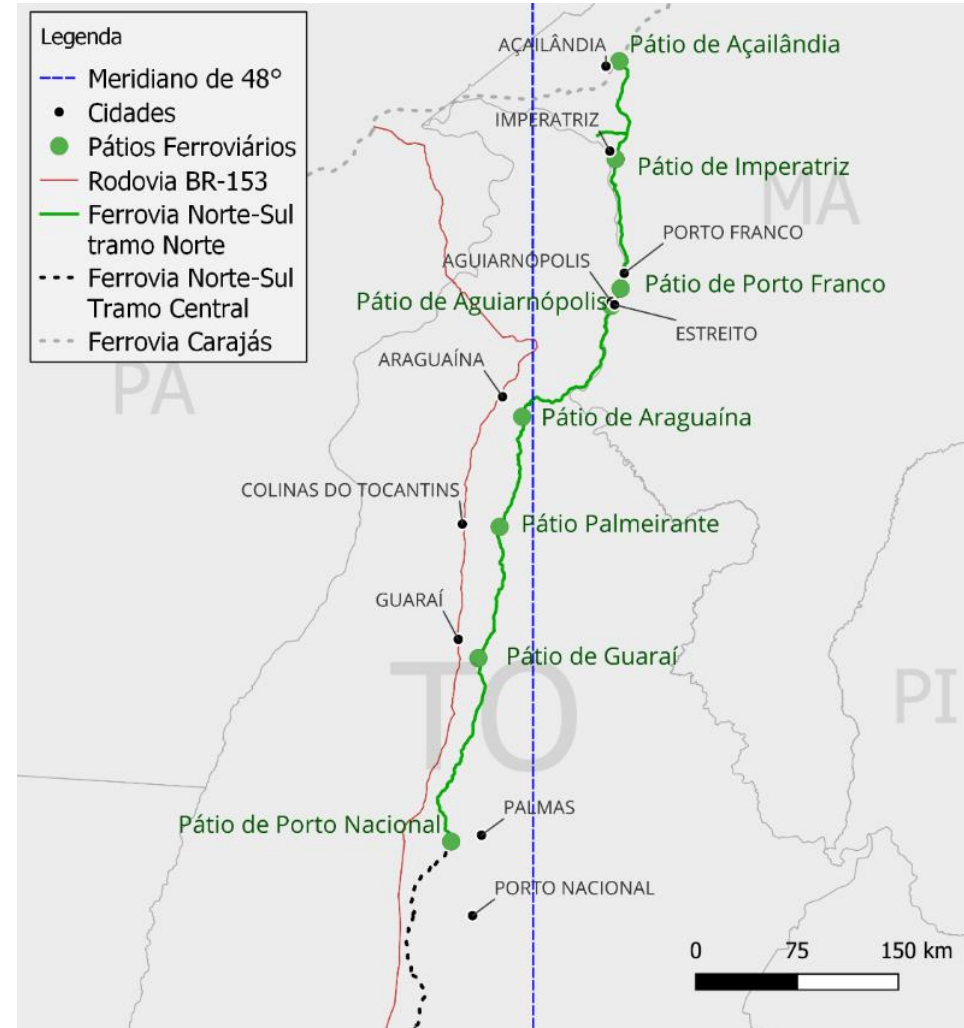 Legenda
Meridiano de 48°
Cidades
Pátios Ferroviários
Rodovia BR-153
Ferrovia Norte-Sul
tramo Norte
Ferrovia Norte-Sul
Tramo Central
Ferrovia Carajás
AÇAILÂNDIA
Pátio de Açailândia
IMPERATRIZ
Pátio de Imperatriz
MA
PORTO FRANCO
AGUIARNÓPOLIS
Pátio de Porto Franco
Pátio de Aguiarnópolis
ESTREITO
ARAGUAÍNA
PA
Pátio de Araguaína
COLINAS DO TOCANTINS
Pátio Palmeirante
GUARAÍ
Pátio de Guaraí
TO
PI
PALMAS
Pátio de Porto Nacional
PORTO NACIONAL
0 75 150 km